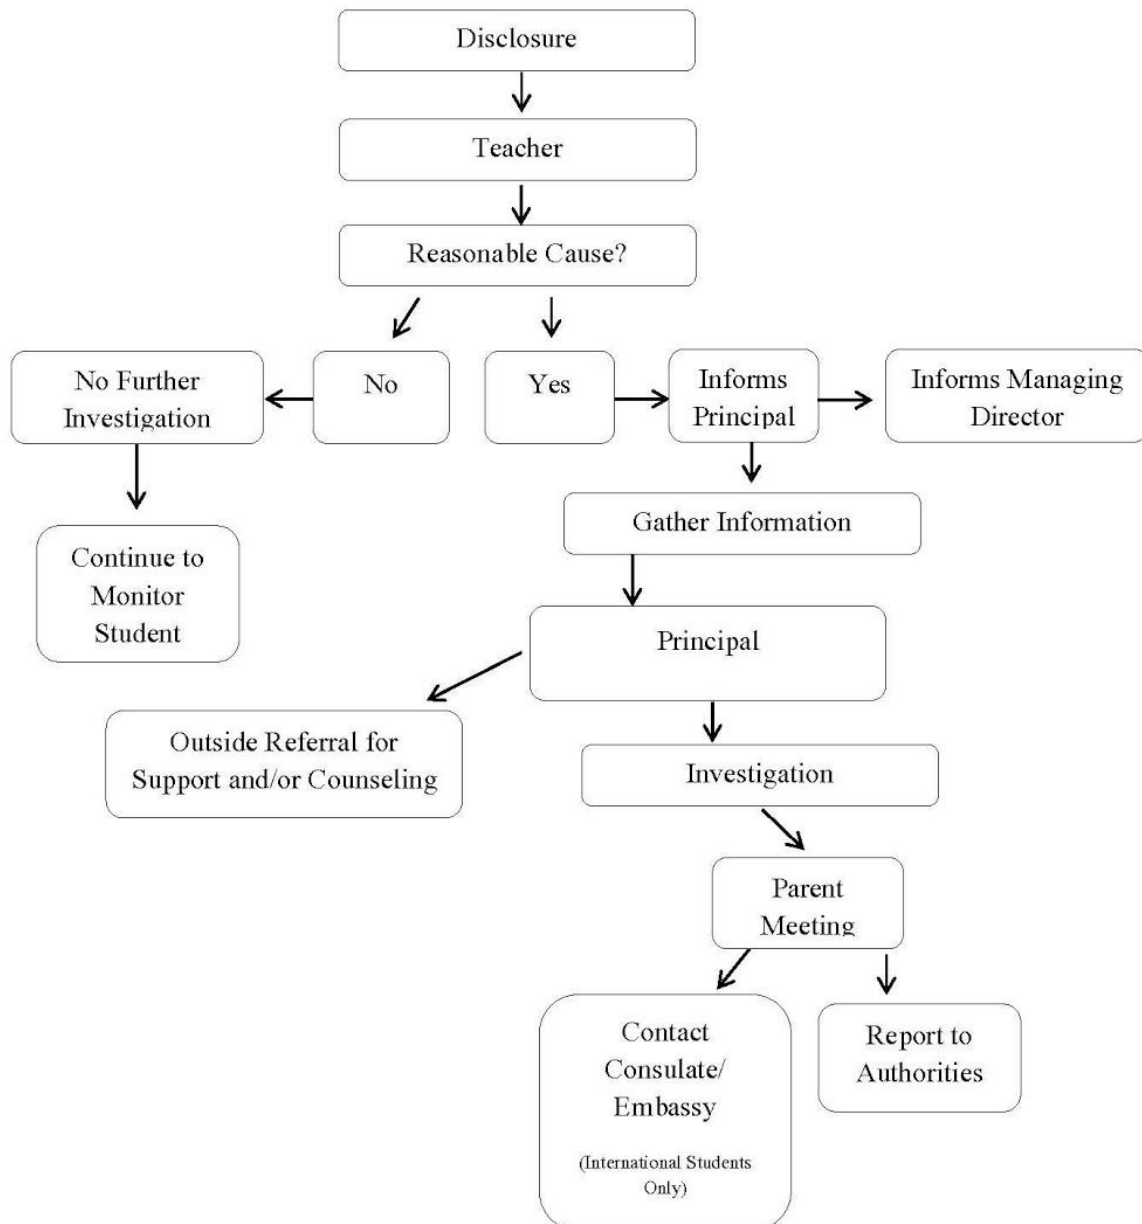 Disclosure
Teacher
Reasonable Cause?
No Further
Investigation
No
Yes
Informs
Principal
Informs Managing
Director
Gather Information
Continue to
Monitor
Student
Principal
Outside Referral for
Support and/or Counseling
Investigation
Parent
Meeting
Contact
Consulate/
Embassy
(International Students
Only)
Report to
Authorities